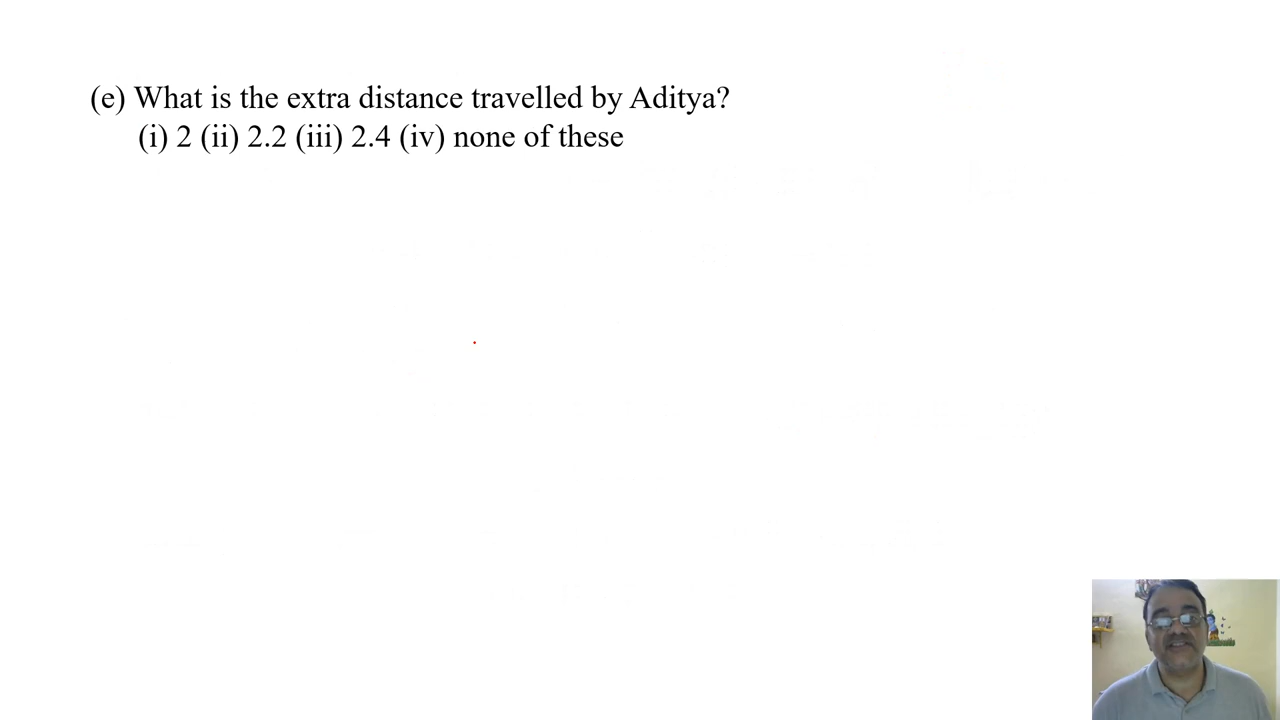 (e) What is the extra distance travelled by Aditya?
(i) 2 (ii) 2.2 (iii) 2.4 (iv) none of these